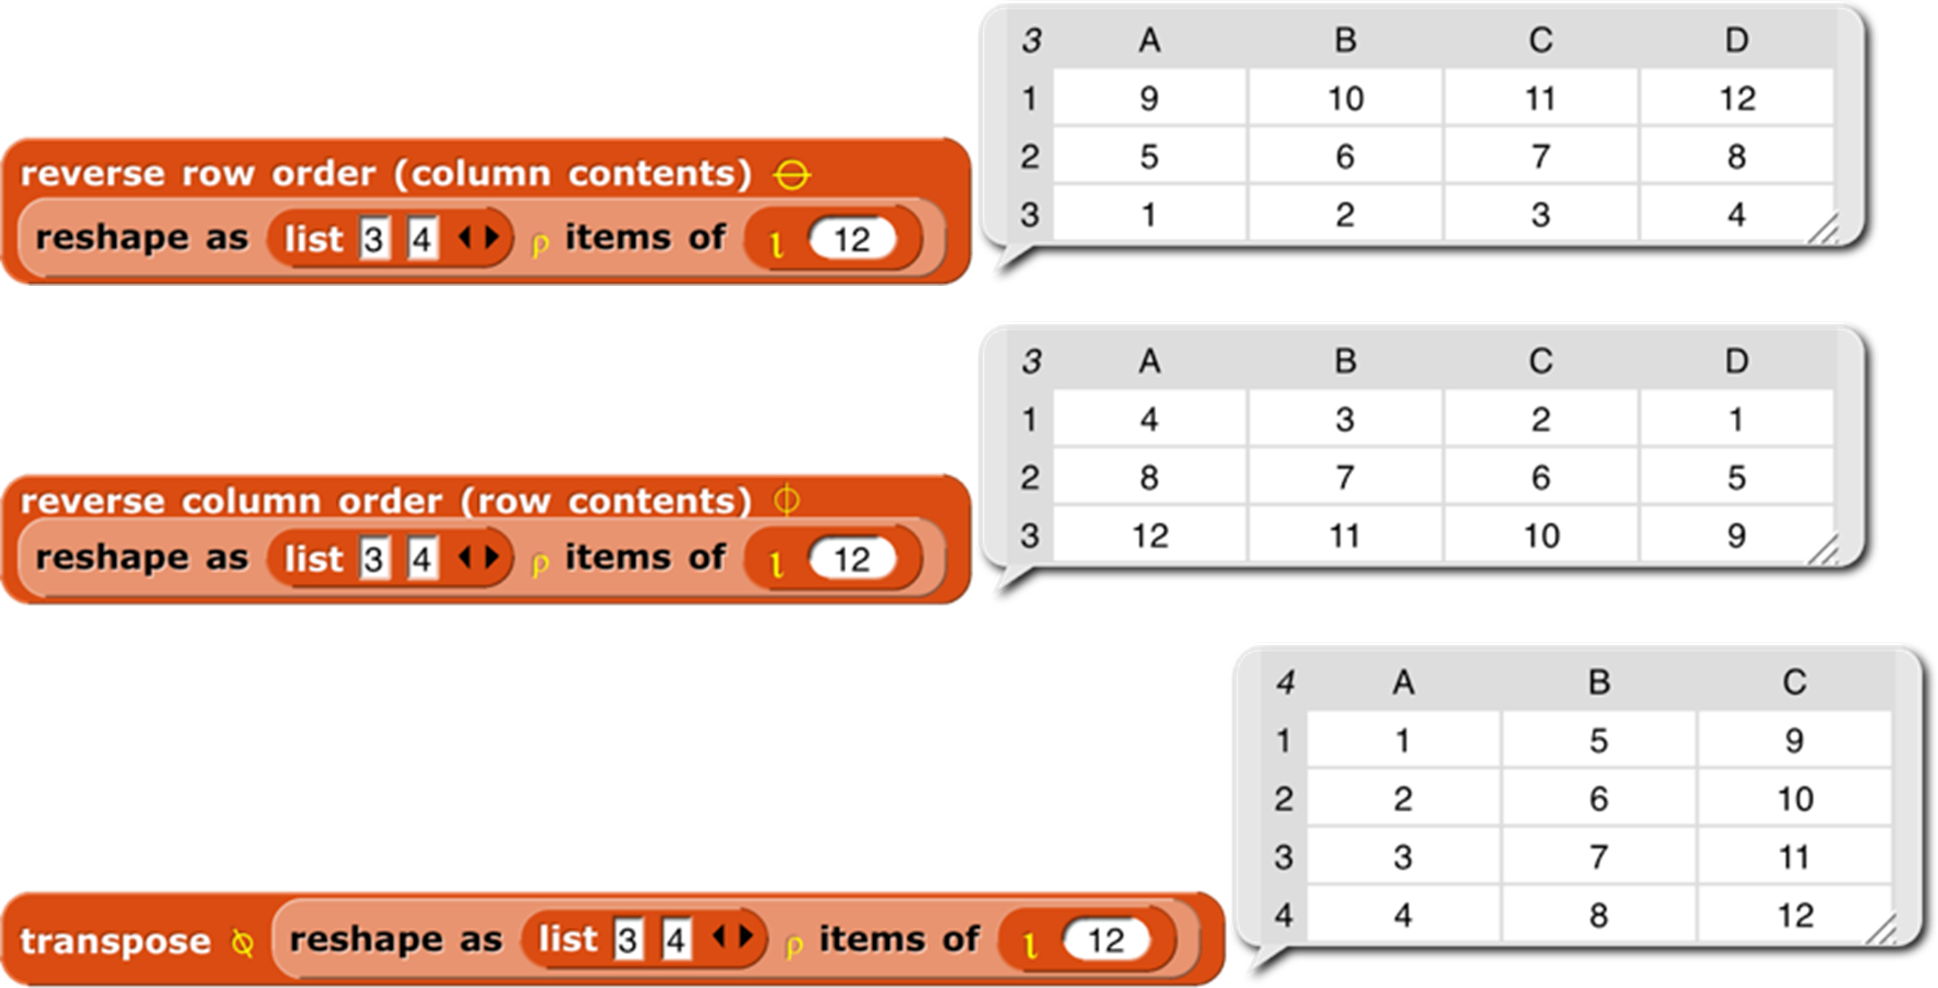 3 A B C D
1 9 10 11 12
2 5 6 7 8
3 1 2 3 4
reverse row order (column contents) ⊖
reshape as list 3 4 ρ items of ⍳ 12
3 A B C D
1 4 3 2 1
2 8 7 6 5
3 12 11 10 9
reverse column order (row contents) ⌽
reshape as list 3 4 ρ items of ⍳ 12
4 A B C
1 1 5 9
2 2 6 10
3 3 7 11
4 4 8 12
transpose ⍉ reshape as list 3 4 ρ items of ⍳ 12